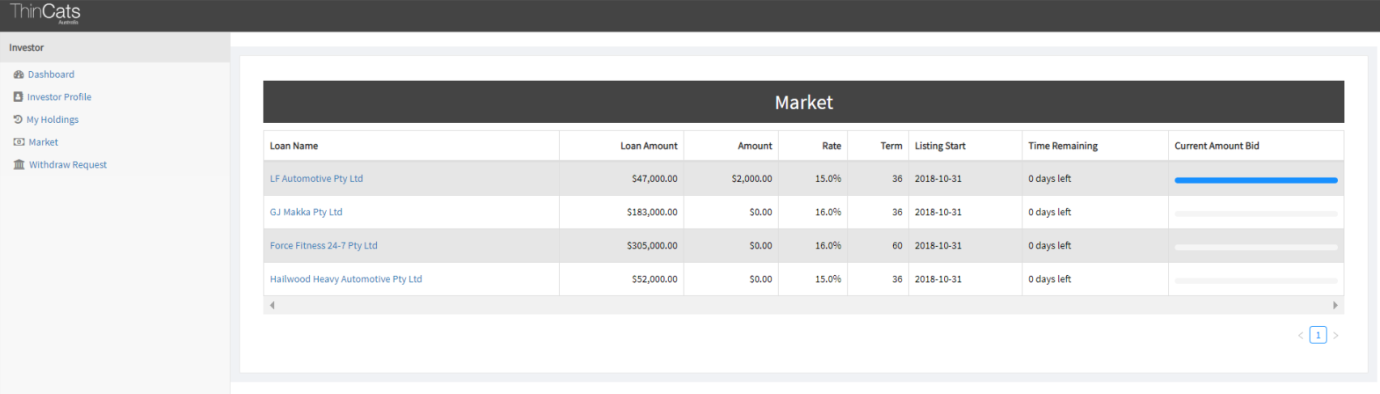 ThinCats
Australia
Investor
Dashboard
Investor Profile
My Holdings
Market
Withdraw Request
Market
Loan Name Loan Amount Amount Rate Term Listing Start Time Remaining Current Amount Bid
LF Automotive Pty Ltd $47,000.00 $2,000.00 15.0% 36 2018-10-31 0 days left
GJ Makka Pty Ltd $183,000.00 $0.00 16.0% 36 2018-10-31 0 days left
Force Fitness 24-7 Pty Ltd $305,000.00 $0.00 16.0% 60 2018-10-31 0 days left
Hailwood Heavy Automotive Pty Ltd $52,000.00 $0.00 15.0% 36 2018-10-31 0 days left
< 1 >